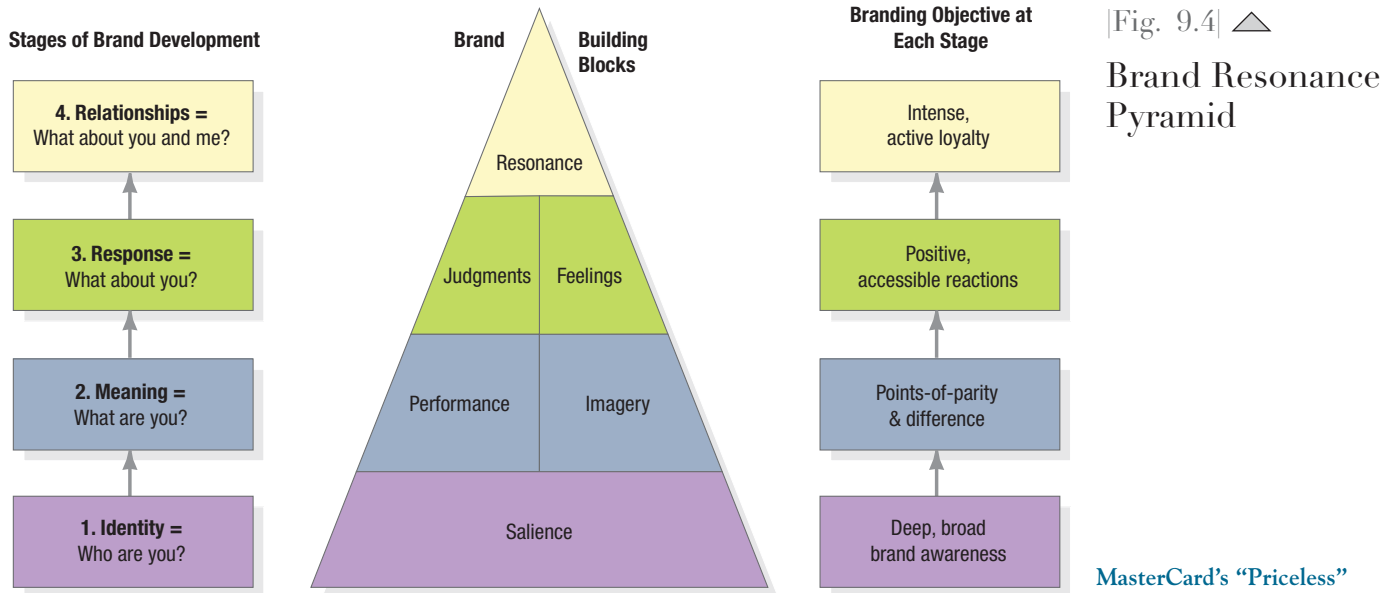 Stages of Brand Development
4. Relationships =
What about you and me?
3. Response =
What about you?
2. Meaning =
What are you?
1. Identity =
Who are you?
Brand
Building
Blocks
Resonance
Judgments
Feelings
Performance
Imagery
Salience
Branding Objective at
Each Stage
Intense,
active loyalty
Positive,
accessible reactions
Points-of-parity
& difference
Deep, broad
brand awareness
|Fig. 9.4|
Brand Resonance
Pyramid
MasterCard's “Priceless”